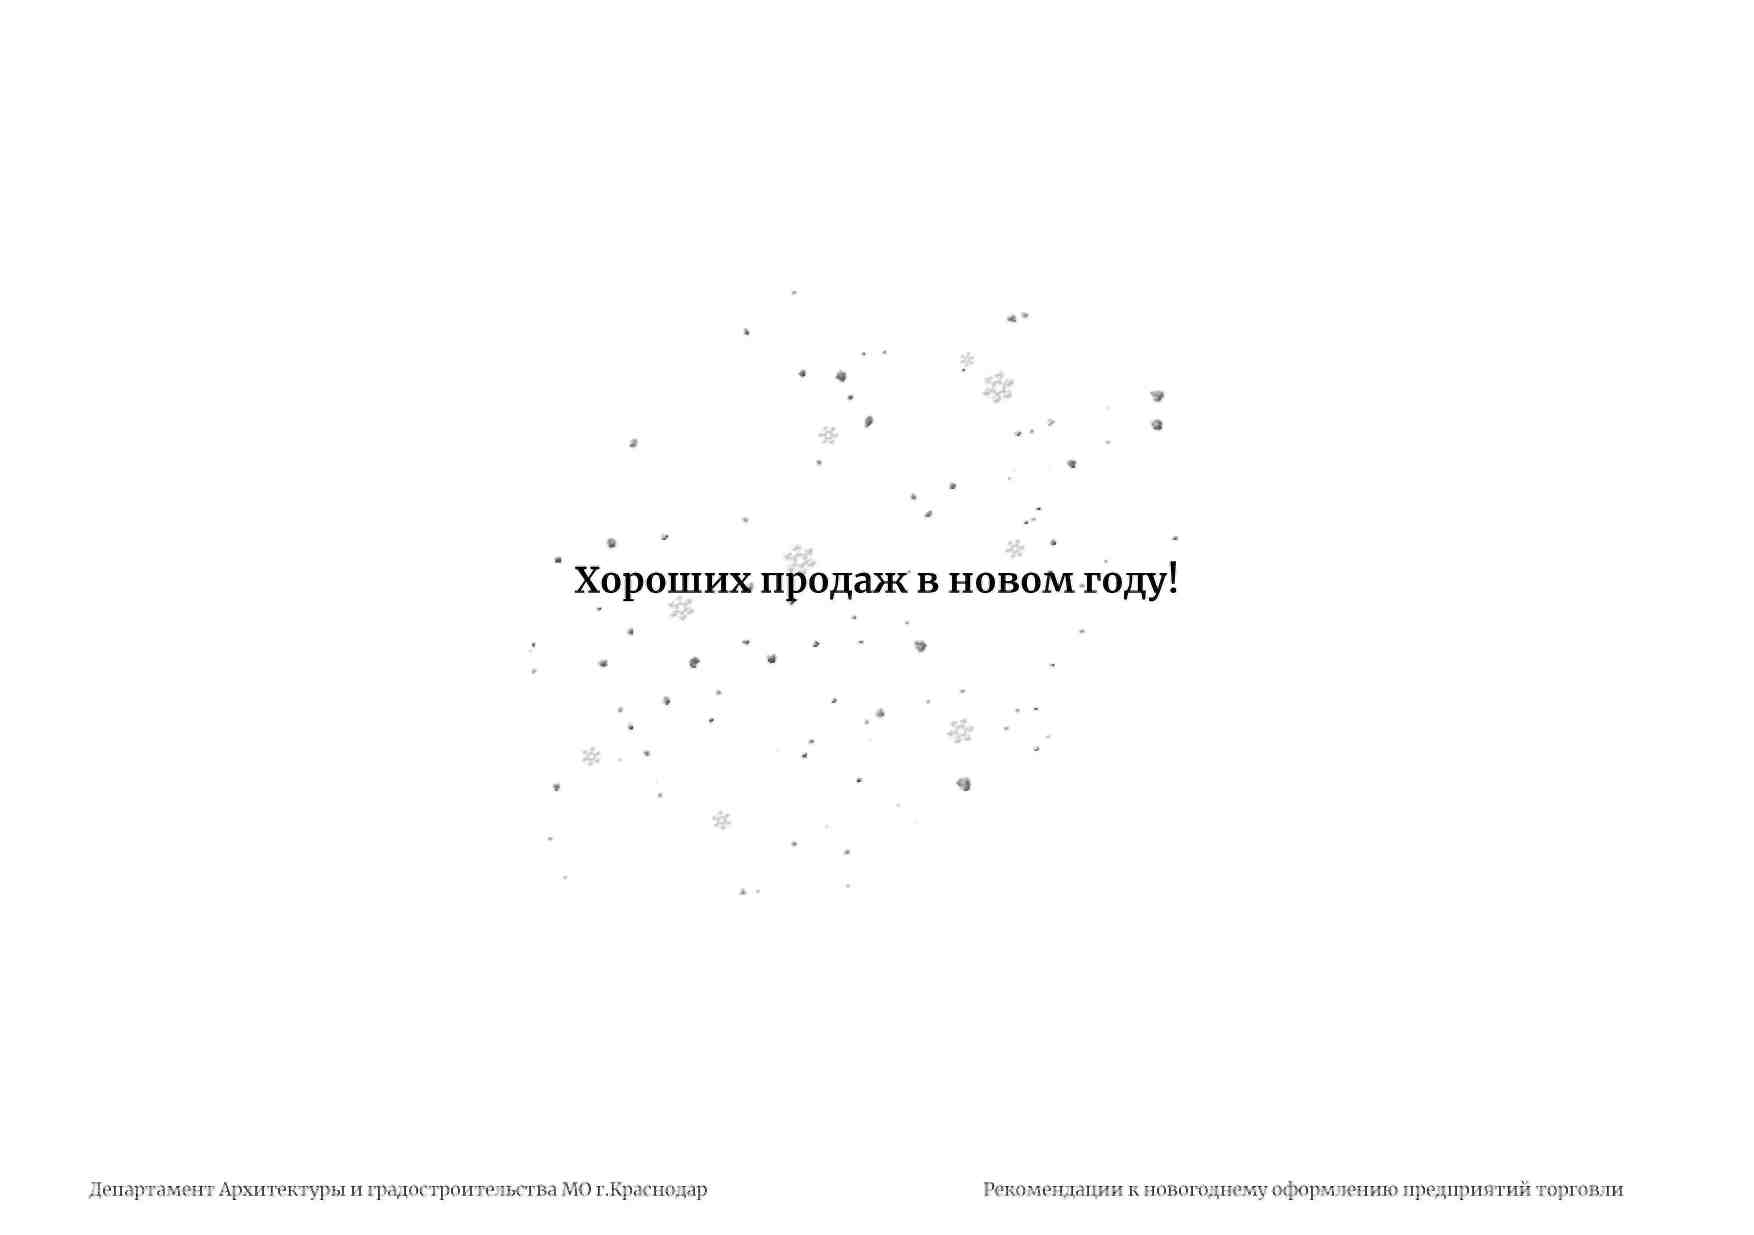 Хороших продаж в новом году!
Департамент Архитектуры и градостроительства МО г.Краснодар
Рекомендации к новогоднему оформлению предприятий торговли